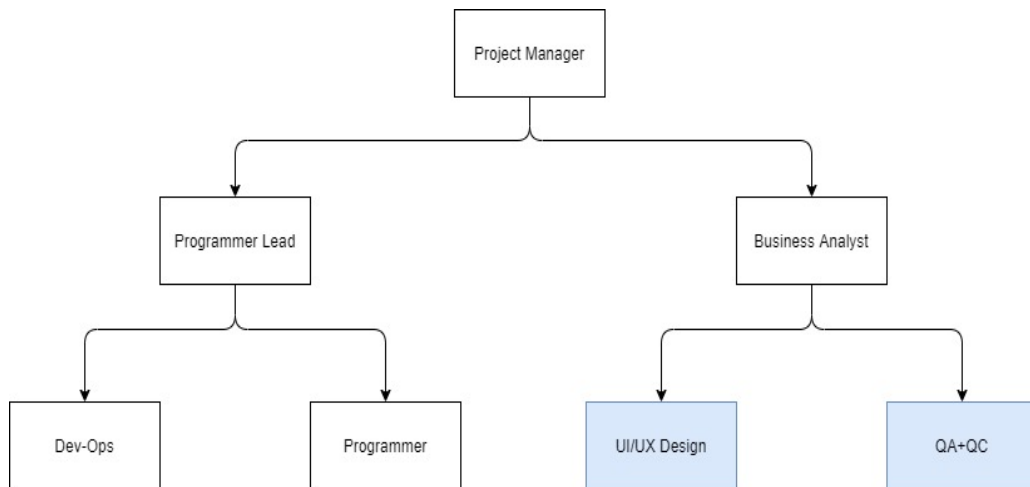 Project Manager
Programmer Lead
Business Analyst
Dev-Ops
Programmer
UI/UX Design
QA+QC